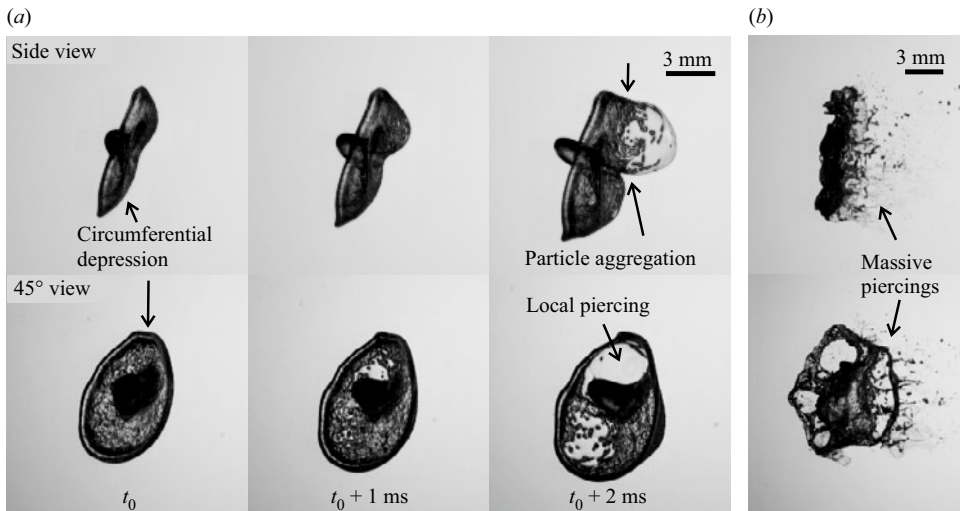 (a)
(b)
Side view
3 mm
3 mm
Circumferential
depression
Particle aggregation
Massive
piercings
45° view
Local piercing
t₀
t₀ + 1 ms
t₀ + 2 ms